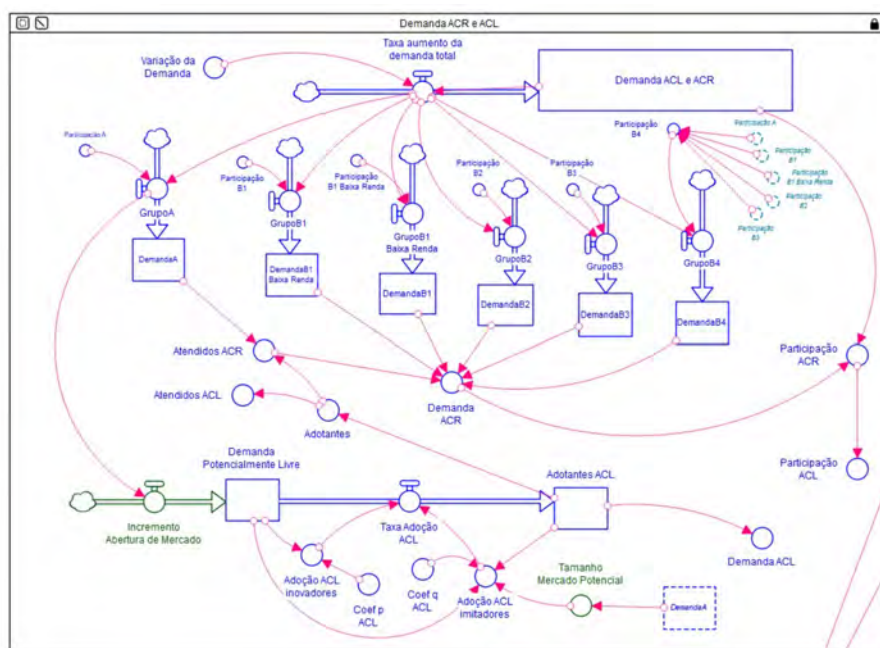 Demanda ACR e ACL
Taxa aumento da
demanda total
Variação da
Demanda
Demanda ACL e ACR
Participação A
Participação
B1
Participação
B1 Baixa Renda
Participação
B2
Participação
B3
Participação
B4
Participação A
Participação
B1
Participação
B1 Baixa Renda
Participação
B2
Participação
B3
GrupoA
GrupoB1
GrupoB1
Baixa Renda
GrupoB2
GrupoB3
GrupoB4
DemandaA
DemandaB1
Baixa Renda
DemandaB1
DemandaB2
DemandaB3
DemandaB4
Atendidos ACR
Atendidos ACL
Adotantes
Demanda
ACR
Participação
ACR
Participação
ACL
Demanda
Potencialmente Livre
Adotantes ACL
Incremento
Abertura de Mercado
Taxa Adoção
ACL
Demanda ACL
Adoção ACL
inovadores
Coef p
ACL
Coef q
ACL
Adoção ACL
imitadores
Tamanho
Mercado Potencial
DemandaA